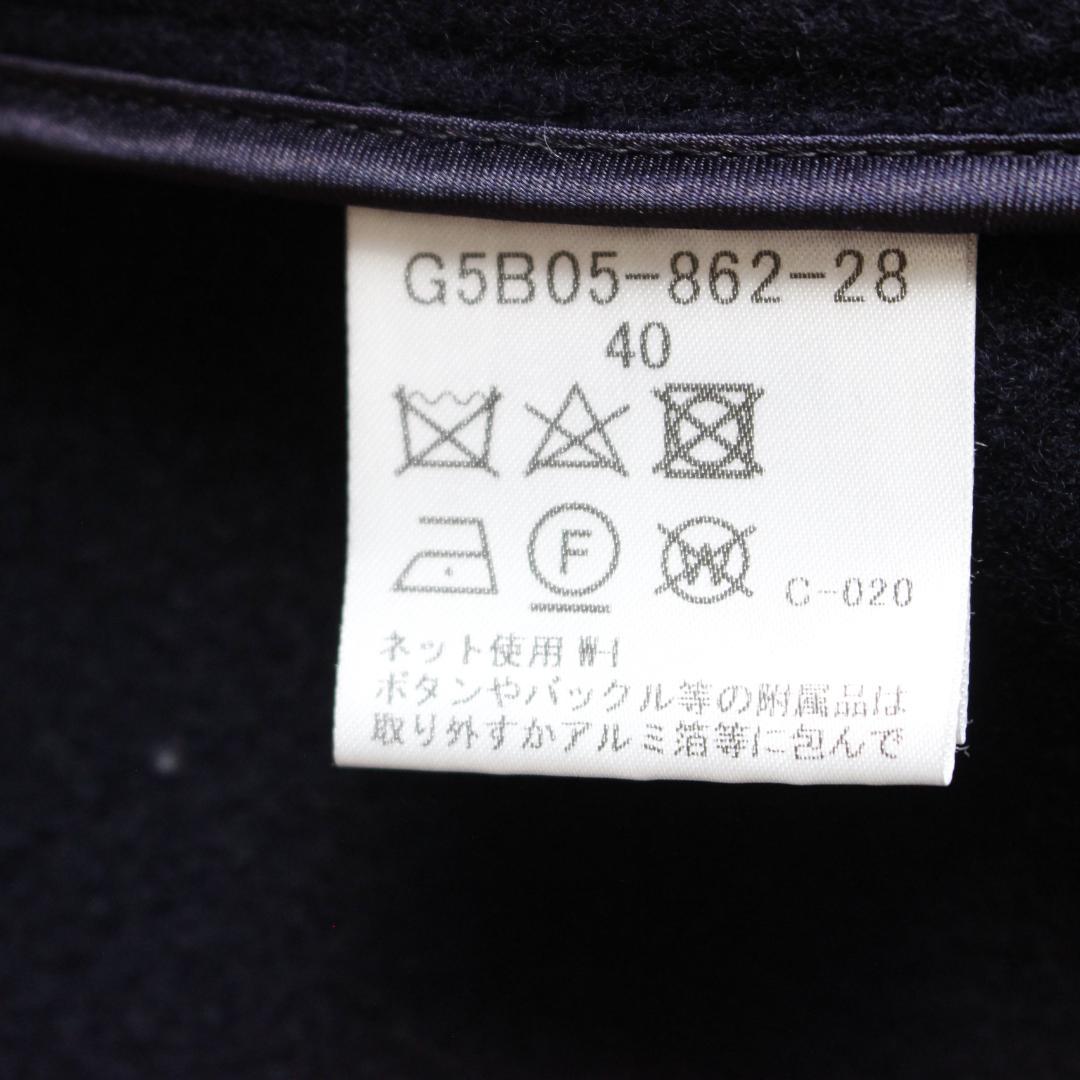 G5B05-862-28
40
F
W
C-020
ネット使用
ボタンやバックル等の附属品は
取り外すかアルミ箔等に包んで